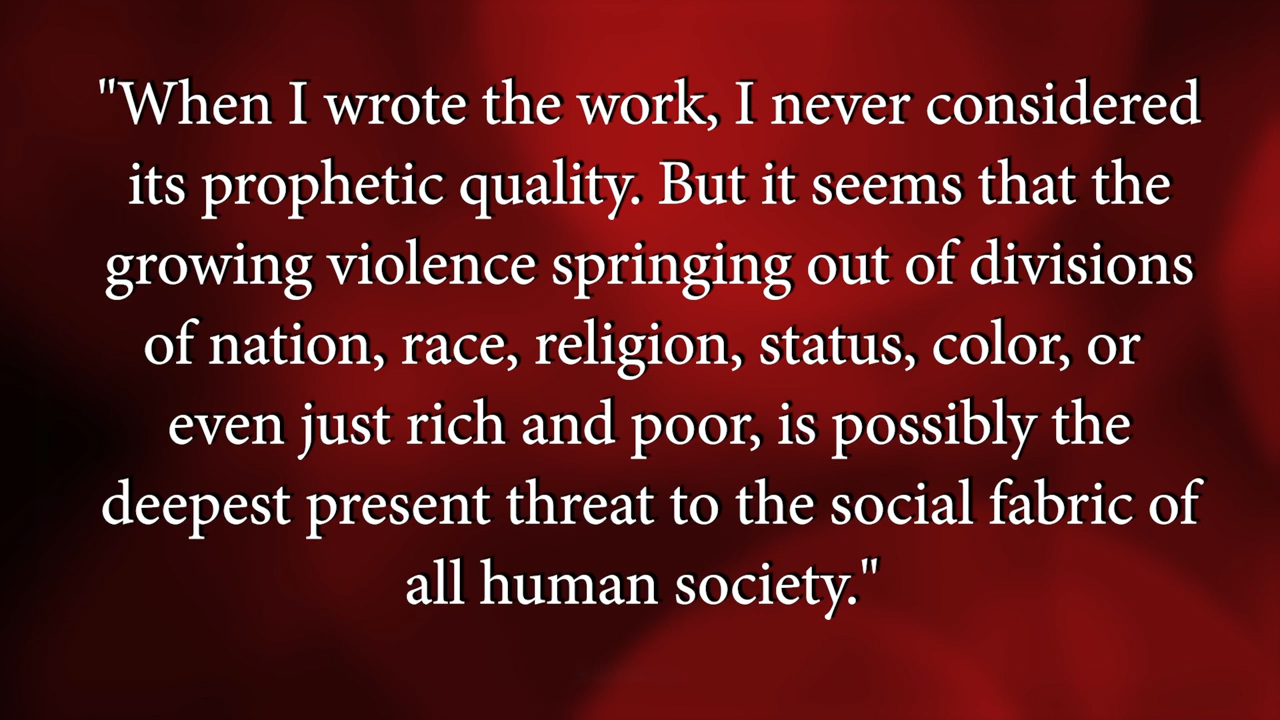 "When I wrote the work, I never considered
its prophetic quality. But it seems that the
growing violence springing out of divisions
of nation, race, religion, status, color, or
even just rich and poor, is possibly the
deepest present threat to the social fabric of
all human society."